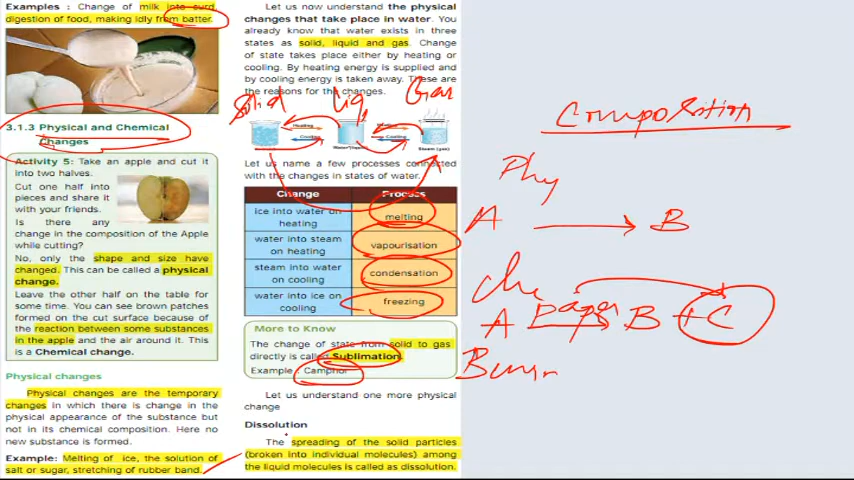 Examples : Change of milk into curd
digestion of food, making idly from batter.
3.1.3 Physical and Chemical
Changes
Activity 5: Take an apple and cut it
into two halves.
Cut one half into
pieces and share it
with your friends.
Is there any
change in the composition of the Apple
while cutting?
No, only the shape and size have
changed. This can be called a physical
change.
Leave the other half on the table for
some time. You can see brown patches
formed on the cut surface because of
the reaction between some substances
in the apple and the air around it. This
is a Chemical change.
Physical changes
Physical changes are the temporary
changes in which there is change in the
physical appearance of the substance but
not in its chemical composition. Here no
new substance is formed.
Example: Melting of ice, the solution of
salt or sugar, stretching of rubber band.
Let us now understand the physical
changes that take place in water. You
already know that water exists in three
states as solid, liquid and gas. Change
of state takes place either by heating or
cooling. By heating energy is supplied and
by cooling energy is taken away. These are
the reasons for the changes.
Solid Liq Gas
Heating
Cooling Cooling
Water(liquid) Steam (gas)
Let us name a few processes connected
with the changes in states of water.
Change Process
ice into water on heating melting
water into steam on heating vapourisation
steam into water on cooling condensation
water into ice on cooling freezing
More to Know
The change of state from solid to gas
directly is called Sublimation.
Example : Camphor
Let us understand one more physical
change
Dissolution
The spreading of the solid particles
(broken into individual molecules) among
the liquid molecules is called as dissolution.
Composition
Phy
A → B
Che
Paper
A → B + C